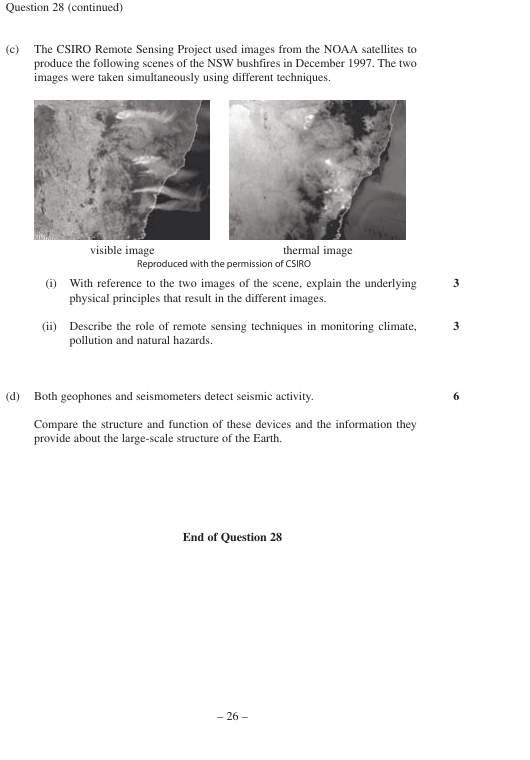 Question 28 (continued)
(c) The CSIRO Remote Sensing Project used images from the NOAA satellites to
produce the following scenes of the NSW bushfires in December 1997. The two
images were taken simultaneously using different techniques.
visible image
thermal image
Reproduced with the permission of CSIRO
(i) With reference to the two images of the scene, explain the underlying 3
physical principles that result in the different images.
(ii) Describe the role of remote sensing techniques in monitoring climate, 3
pollution and natural hazards.
(d) Both geophones and seismometers detect seismic activity. 6
Compare the structure and function of these devices and the information they
provide about the large-scale structure of the Earth.
End of Question 28
– 26 –